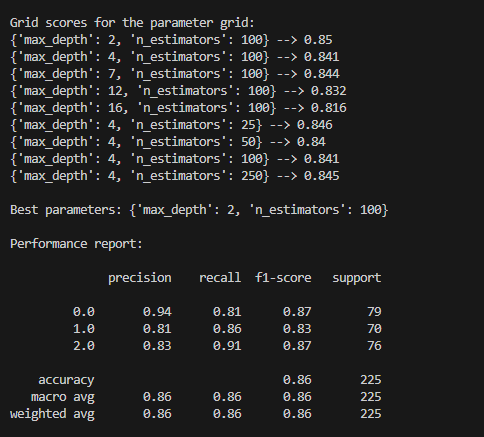 Grid scores for the parameter grid:
{'max_depth': 2, 'n_estimators': 100} --> 0.85
{'max_depth': 4, 'n_estimators': 100} --> 0.841
{'max_depth': 7, 'n_estimators': 100} --> 0.844
{'max_depth': 12, 'n_estimators': 100} --> 0.832
{'max_depth': 16, 'n_estimators': 100} --> 0.816
{'max_depth': 4, 'n_estimators': 25} --> 0.846
{'max_depth': 4, 'n_estimators': 50} --> 0.84
{'max_depth': 4, 'n_estimators': 100} --> 0.841
{'max_depth': 4, 'n_estimators': 250} --> 0.845

Best parameters: {'max_depth': 2, 'n_estimators': 100}

Performance report:

              precision    recall  f1-score   support

         0.0       0.94      0.81      0.87        79
         1.0       0.81      0.86      0.83        70
         2.0       0.83      0.91      0.87        76

    accuracy                           0.86       225
   macro avg       0.86      0.86      0.86       225
weighted avg       0.86      0.86      0.86       225